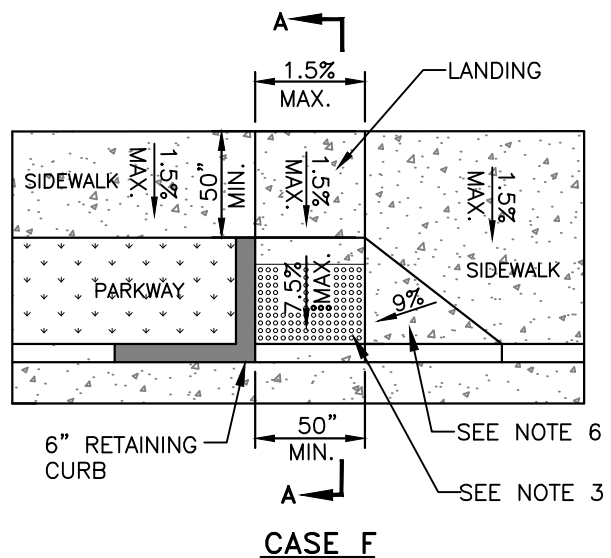 A
1.5%
MAX.
LANDING
SIDEWALK
1.5%
MAX.
50"
MIN.
1.5%
MAX.
1.5%
MAX.
SIDEWALK
PARKWAY
7.5%
MAX.
9%
6" RETAINING
CURB
50"
MIN.
SEE NOTE 6
A
SEE NOTE 3
CASE F